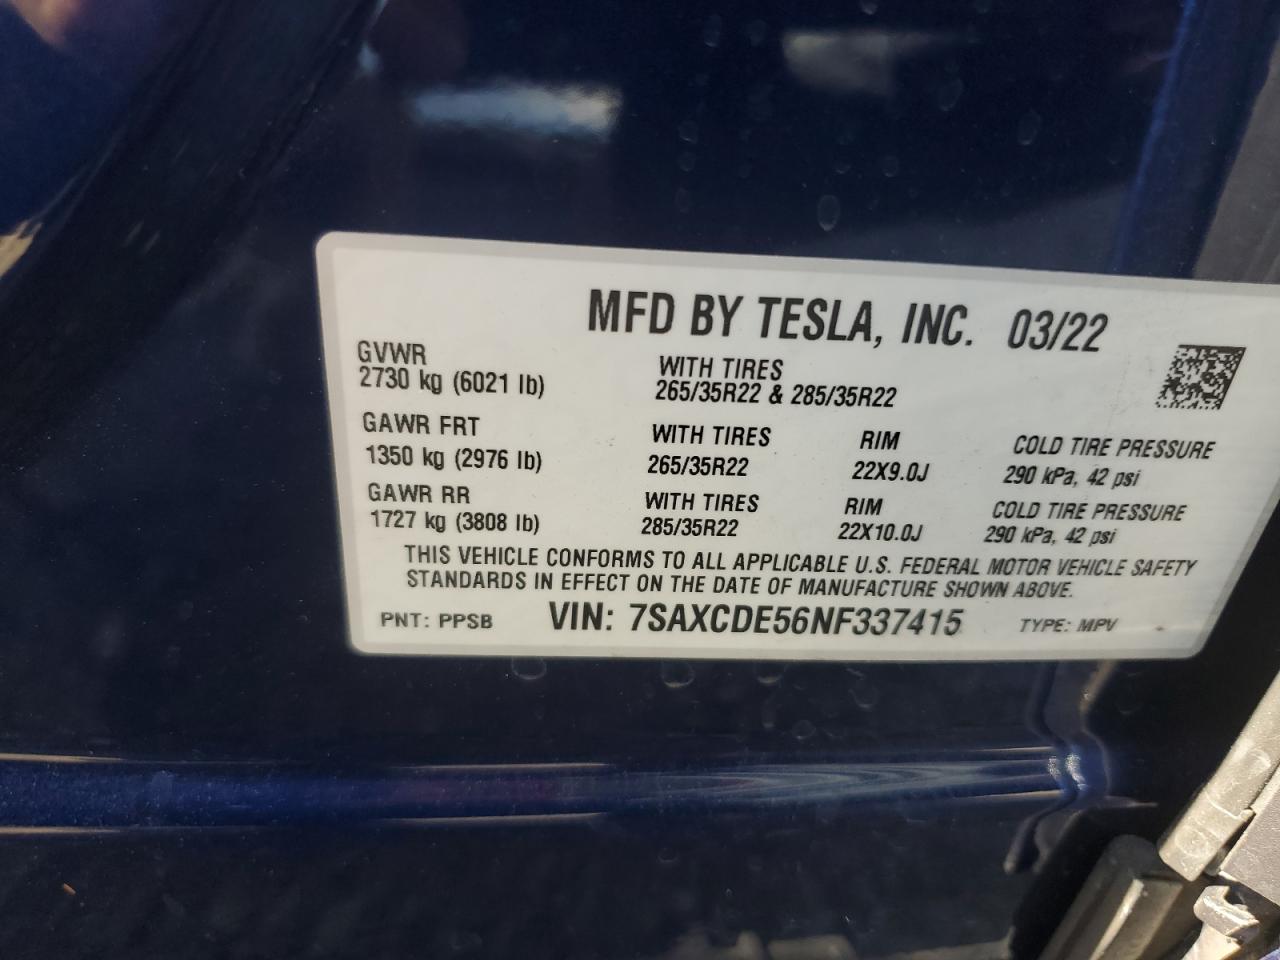 MFD BY TESLA, INC. 03/22
GVWR
2730 kg (6021 lb)
WITH TIRES
265/35R22 & 285/35R22
GAWR FRT
1350 kg (2976 lb)
WITH TIRES
265/35R22
RIM
22X9.0J
COLD TIRE PRESSURE
290 kPa, 42 psi
GAWR RR
1727 kg (3808 lb)
WITH TIRES
285/35R22
RIM
22X10.0J
COLD TIRE PRESSURE
290 kPa, 42 psi
THIS VEHICLE CONFORMS TO ALL APPLICABLE U.S. FEDERAL MOTOR VEHICLE SAFETY
STANDARDS IN EFFECT ON THE DATE OF MANUFACTURE SHOWN ABOVE.
PNT: PPSB VIN: 7SAXCDE56NF337415 TYPE: MPV